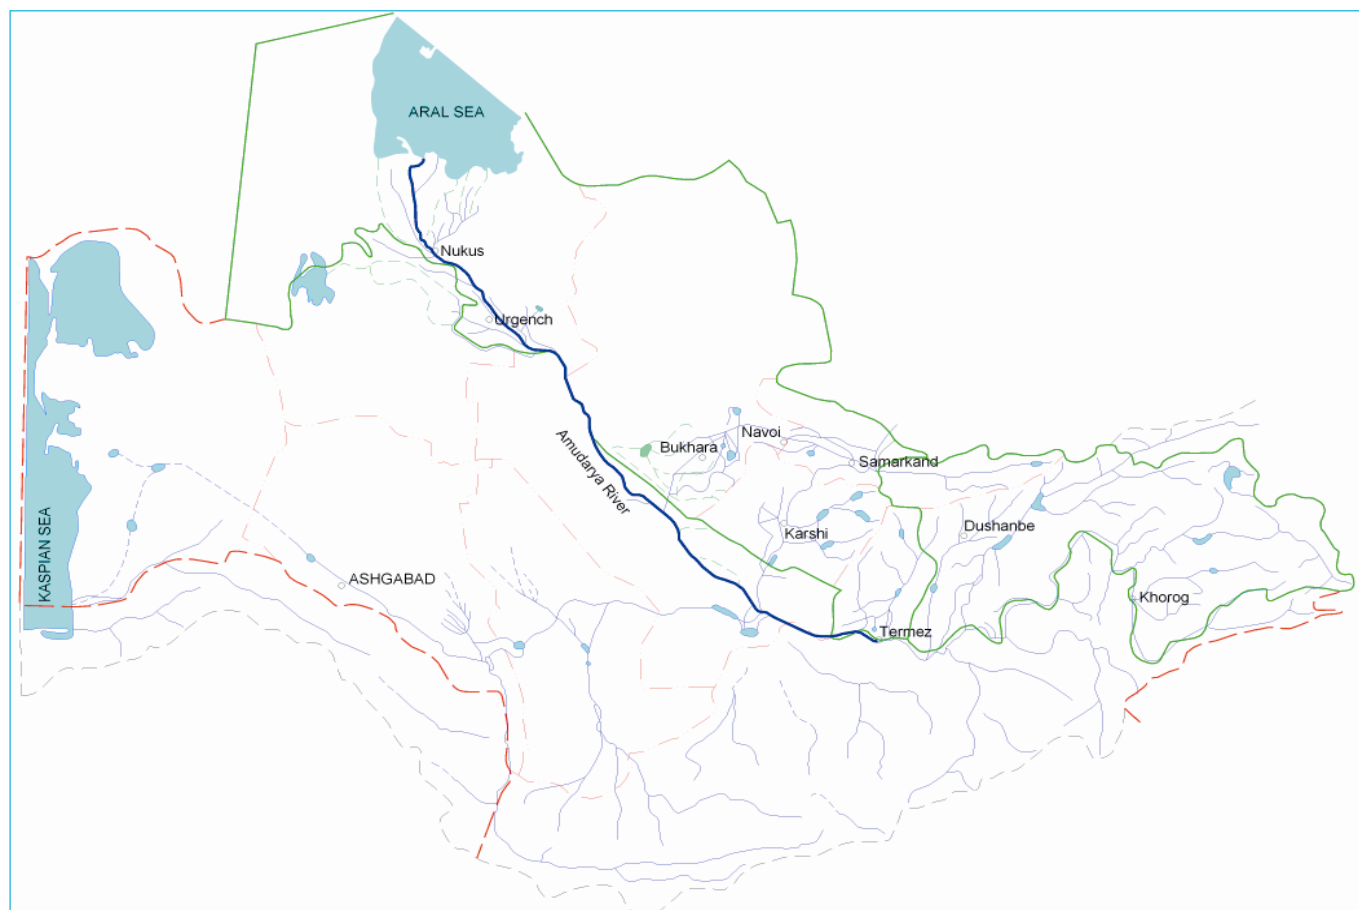 ARAL SEA
Nukus
Urgench
Navoi
Bukhara
Samarkand
Amudarya River
KASPIAN SEA
Karshi
Dushanbe
ASHGABAD
Khorog
Termez